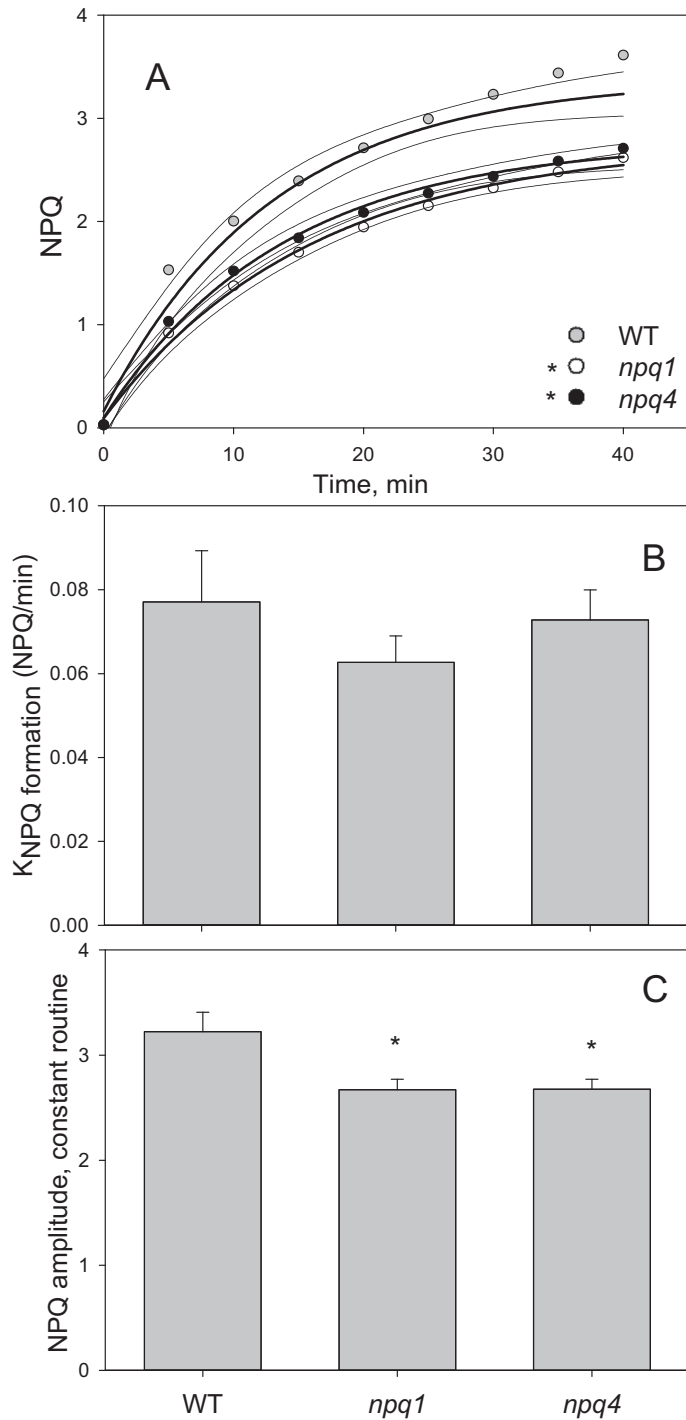 4
A
3
NPQ
2
1
WT
* npq1
* npq4
0
0 10 20 30 40
Time, min
0.10
B
0.08
KNPQ formation (NPQ/min)
0.06
0.04
0.02
0.00
4
C
NPQ amplitude, constant routine
3
* *
2
1
0
WT npq1 npq4